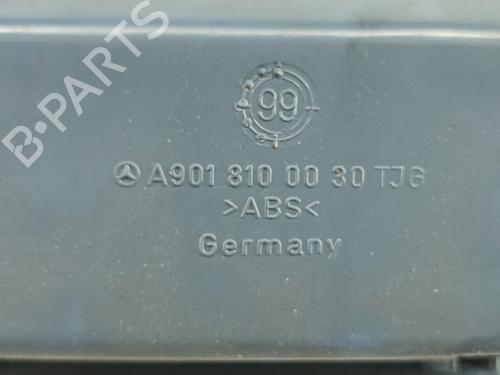 B-PARTS
99
A901 810 00 30 TJG
>ABS<
Germany